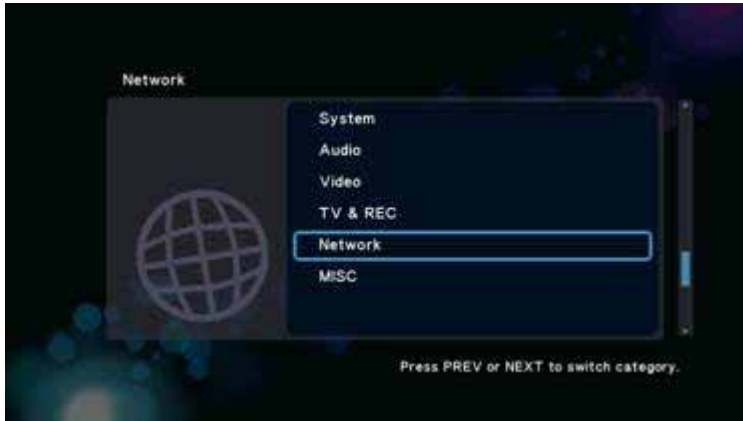 Network
System
Audio
Video
TV & REC
Network
MISC
Press PREV or NEXT to switch category.